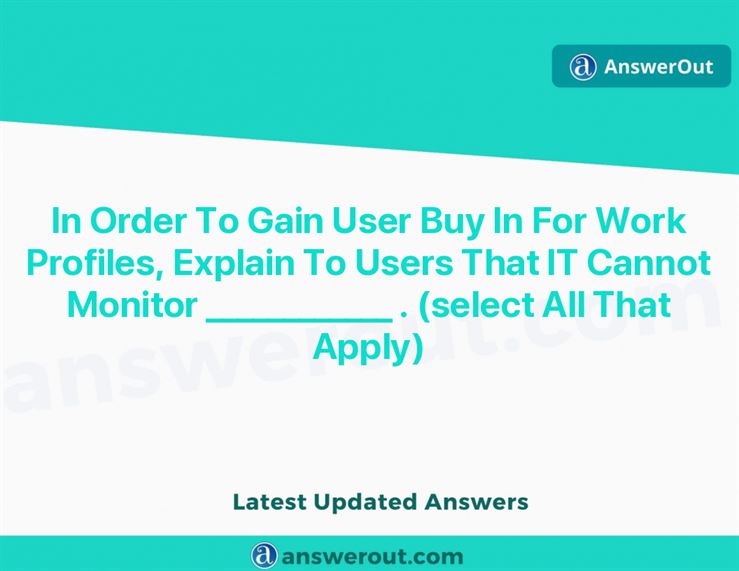 AnswerOut
In Order To Gain User Buy In For Work
Profiles, Explain To Users That IT Cannot
Monitor ____________ . (select All That
Apply)
answerout.com
Latest Updated Answers
answerout.com